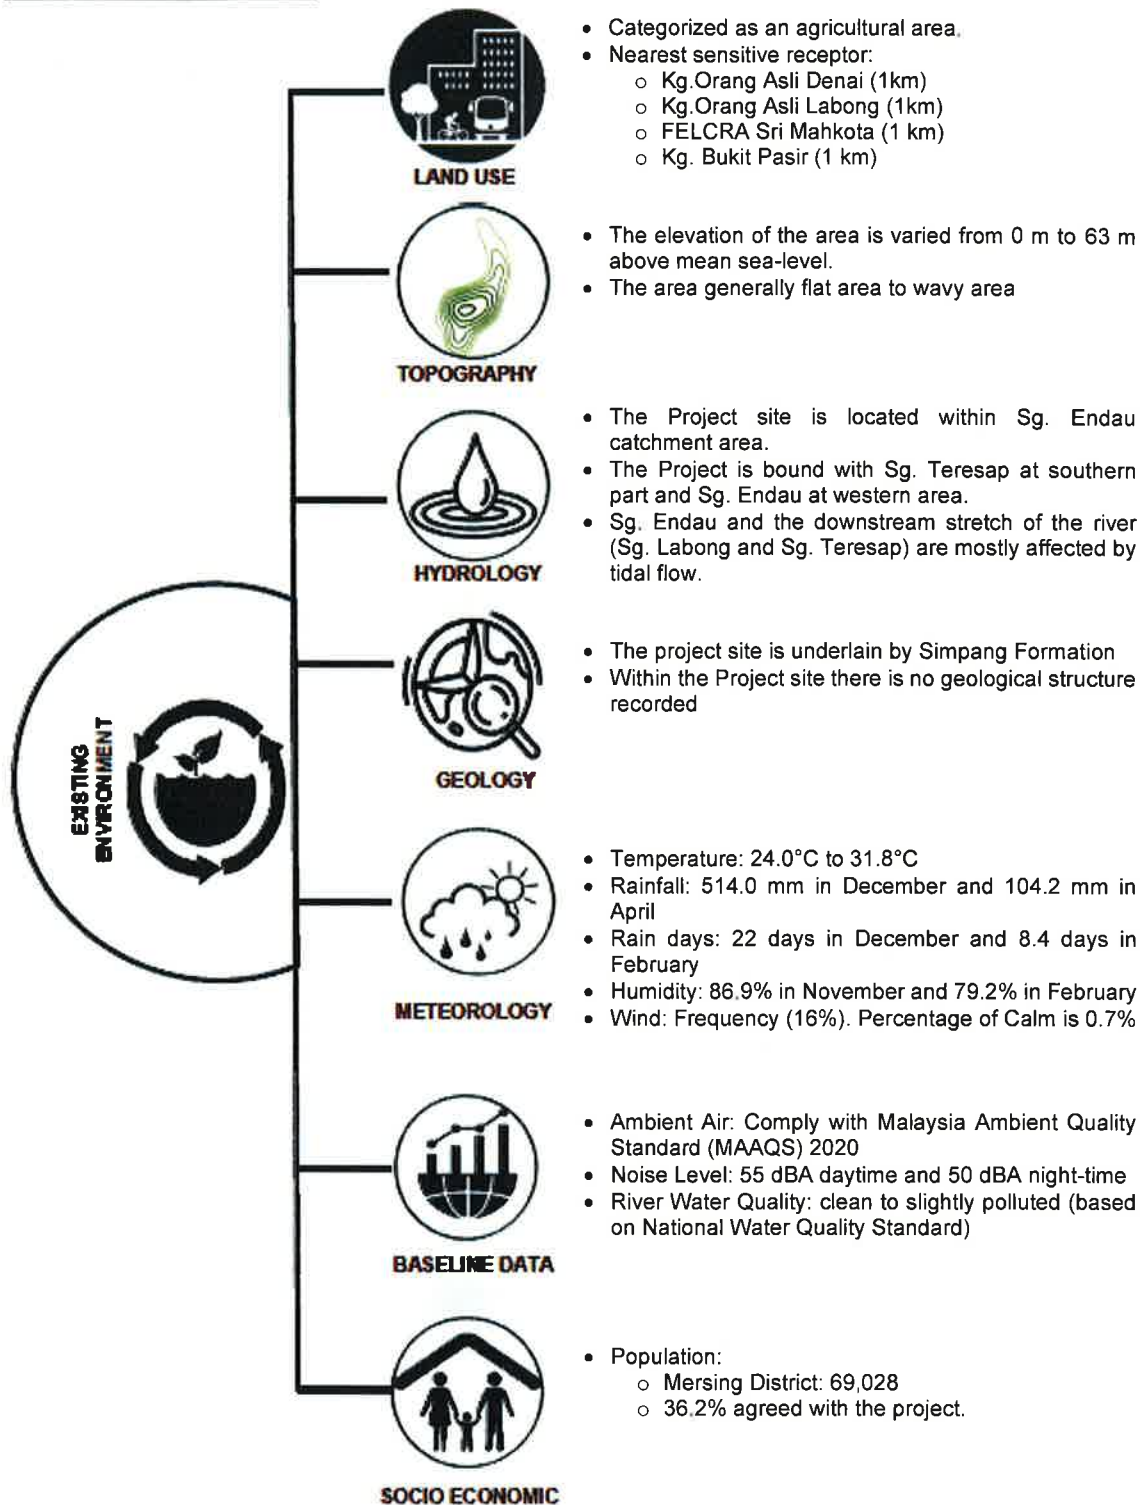 • Categorized as an agricultural area.
• Nearest sensitive receptor:
o Kg.Orang Asli Denai (1km)
o Kg.Orang Asli Labong (1km)
o FELCRA Sri Mahkota (1 km)
o Kg. Bukit Pasir (1 km)
LAND USE
• The elevation of the area is varied from 0 m to 63 m
above mean sea-level.
• The area generally flat area to wavy area
TOPOGRAPHY
• The Project site is located within Sg. Endau
catchment area.
• The Project is bound with Sg. Teresap at southern
part and Sg. Endau at western area.
• Sg. Endau and the downstream stretch of the river
(Sg. Labong and Sg. Teresap) are mostly affected by
tidal flow.
HYDROLOGY
• The project site is underlain by Simpang Formation
• Within the Project site there is no geological structure
recorded
GEOLOGY
EXISTING
ENVIRONMENT
• Temperature: 24.0°C to 31.8°C
• Rainfall: 514.0 mm in December and 104.2 mm in
April
• Rain days: 22 days in December and 8.4 days in
February
• Humidity: 86.9% in November and 79.2% in February
• Wind: Frequency (16%). Percentage of Calm is 0.7%
METEOROLOGY
• Ambient Air: Comply with Malaysia Ambient Quality
Standard (MAAQS) 2020
• Noise Level: 55 dBA daytime and 50 dBA night-time
• River Water Quality: clean to slightly polluted (based
on National Water Quality Standard)
BASELINE DATA
• Population:
o Mersing District: 69,028
o 36.2% agreed with the project.
SOCIO ECONOMIC